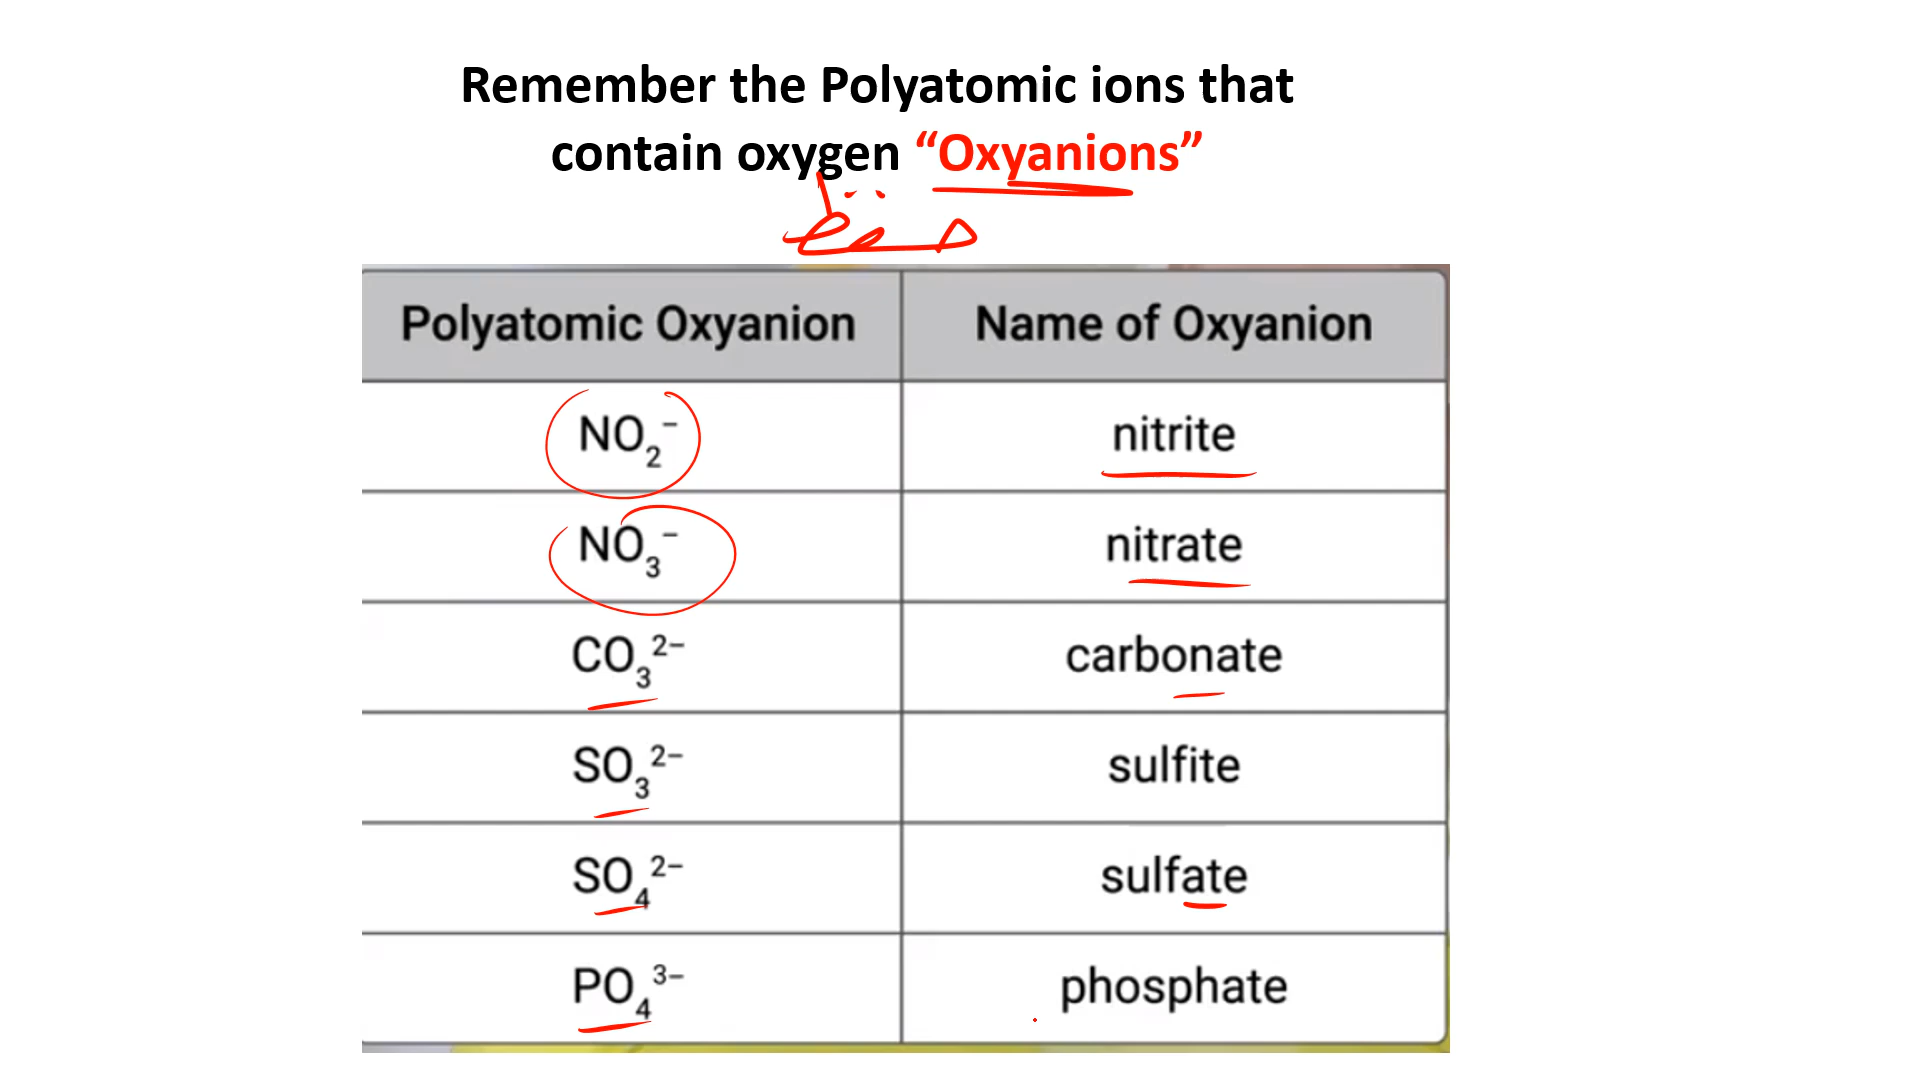 Remember the Polyatomic ions that
contain oxygen “Oxyanions”
Polyatomic Oxyanion Name of Oxyanion
NO₂⁻ nitrite
NO₃⁻ nitrate
CO₃²⁻ carbonate
SO₃²⁻ sulfite
SO₄²⁻ sulfate
PO₄³⁻ phosphate